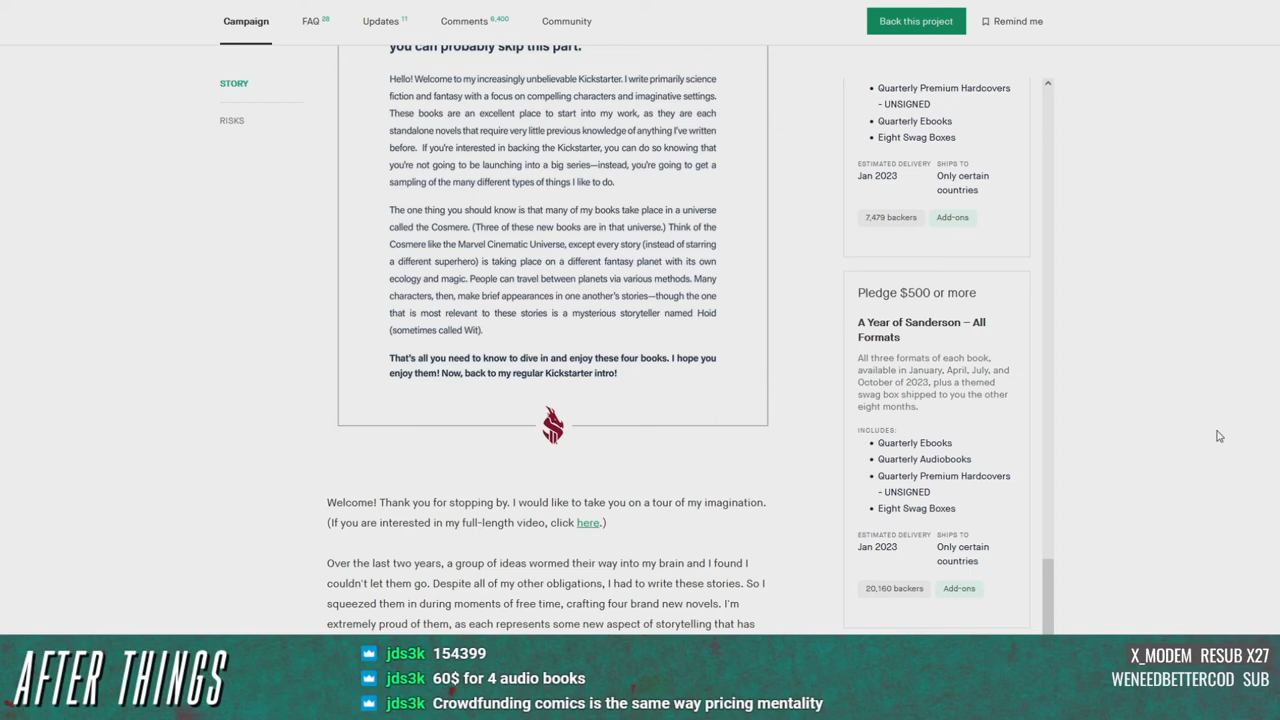 Campaign
FAQ 28
Updates 11
Comments 6,400
Community
Back this project
Remind me
STORY
RISKS
you can probably skip this part.
Hello! Welcome to my increasingly unbelievable Kickstarter. I write primarily science
fiction and fantasy with a focus on compelling characters and imaginative settings.
These books are an excellent place to start into my work, as they are each
standalone novels that require very little previous knowledge of anything I've written
before. If you're interested in backing the Kickstarter, you can do so knowing that
you're not going to be launching into a big series—instead, you're going to get a
sampling of the many different types of things I like to do.
The one thing you should know is that many of my books take place in a universe
called the Cosmere. (Three of these new books are in that universe.) Think of the
Cosmere like the Marvel Cinematic Universe, except every story (instead of starring
a different superhero) is taking place on a different fantasy planet with its own
ecology and magic. People can travel between planets via various methods. Many
characters, then, make brief appearances in one another's stories—though the one
that is most relevant to these stories is a mysterious storyteller named Hoid
(sometimes called Wit).
That's all you need to know to dive in and enjoy these four books. I hope you
enjoy them! Now, back to my regular Kickstarter intro!
Welcome! Thank you for stopping by. I would like to take you on a tour of my imagination.
(If you are interested in my full-length video, click here.)
Over the last two years, a group of ideas wormed their way into my brain and I found I
couldn't let them go. Despite all of my other obligations, I had to write these stories. So I
squeezed them in during moments of free time, crafting four brand new novels. I'm
extremely proud of them, as each represents some new aspect of storytelling that has
• Quarterly Premium Hardcovers
- UNSIGNED
• Quarterly Ebooks
• Eight Swag Boxes
ESTIMATED DELIVERY SHIPS TO
Jan 2023 Only certain
countries
7,479 backers Add-ons
Pledge $500 or more
A Year of Sanderson – All
Formats
All three formats of each book,
available in January, April, July, and
October of 2023, plus a themed
swag box shipped to you the other
eight months.
INCLUDES:
• Quarterly Ebooks
• Quarterly Audiobooks
• Quarterly Premium Hardcovers
- UNSIGNED
• Eight Swag Boxes
ESTIMATED DELIVERY SHIPS TO
Jan 2023 Only certain
countries
20,160 backers Add-ons
AFTER THINGS
jds3k 154399
jds3k 60$ for 4 audio books
jds3k Crowdfunding comics is the same way pricing mentality
X_MODEM RESUB X27
WENEEDBETTERCOD SUB